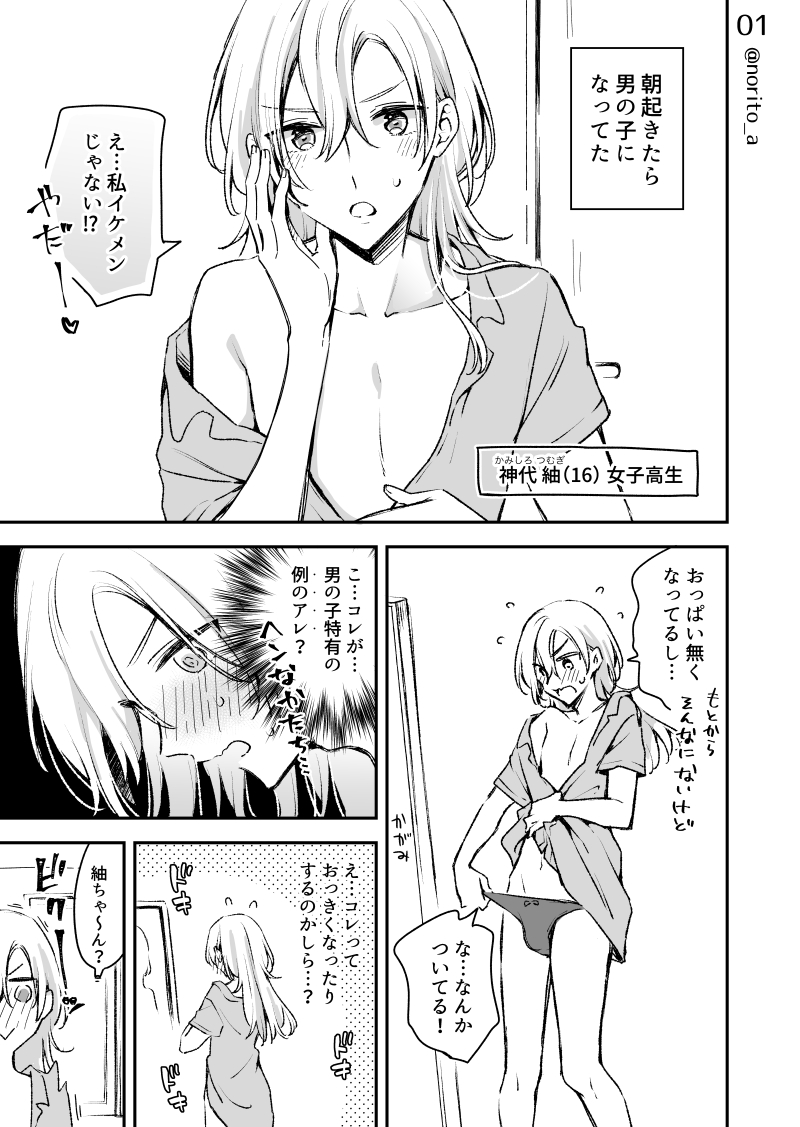 01
@norito_a
朝起きたら
男の子に
なってた
え…私イケメン
じゃない!?
やだー♡
かみしろ つむぎ
神代 紬(16) 女子高生
おっぱい無く
なってるし…
もとから
そんなにないけど
かがみ
な…なんか
ついてる!
こ…コレが…
男の子特有の
例のアレ?
ヘンなかたち…
え…コレって
おっきくなったり
するのかしら…?
ドキ
ドキ
ドキ
ドキ
紬ちゃ〜ん?
ビクーッ